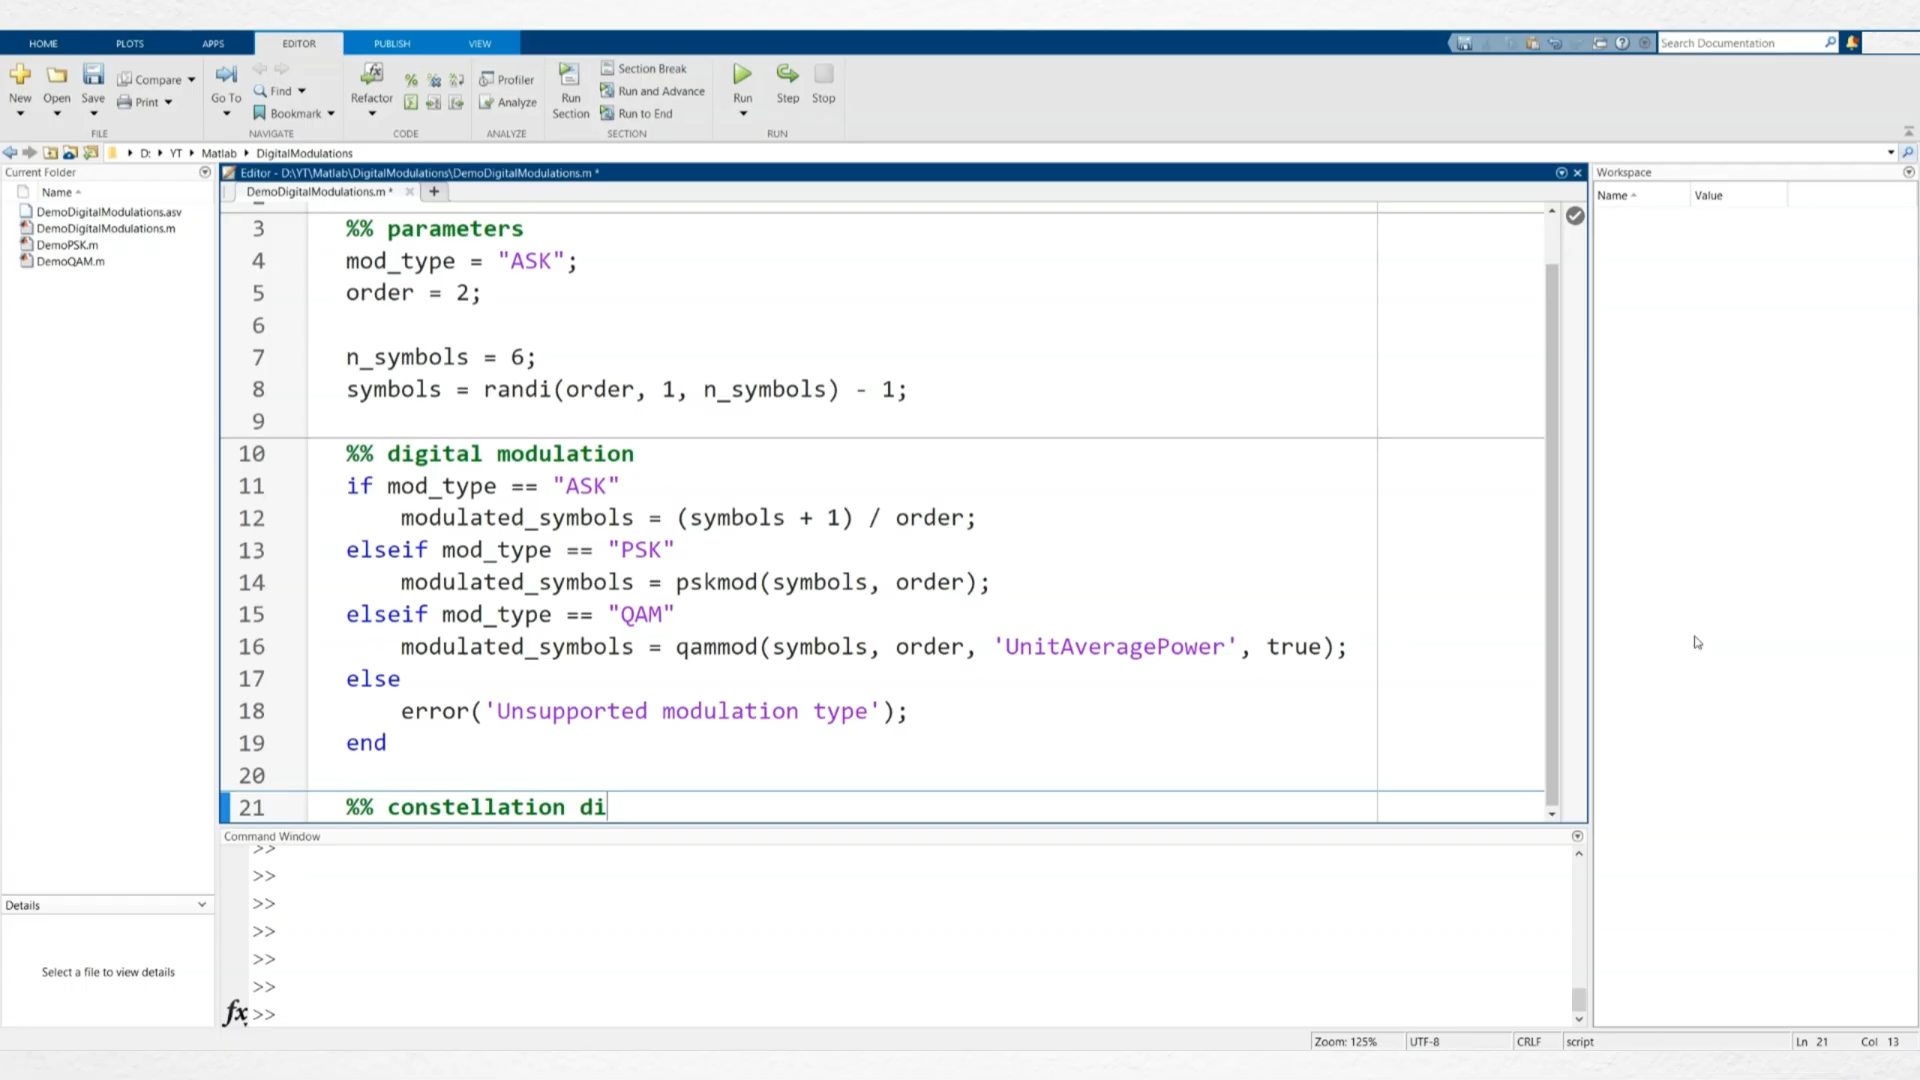 HOME PLOTS APPS EDITOR PUBLISH VIEW Search Documentation
New Open Save Compare Print Go To Find Bookmark Refactor Profiler Analyze Run Section Section Break Run and Advance Run to End Run Step Stop
FILE NAVIGATE CODE ANALYZE SECTION RUN
D: YT Matlab DigitalModulations
Current Folder
Name
DemoDigitalModulations.asv
DemoDigitalModulations.m
DemoPSK.m
DemoQAM.m
Details
Select a file to view details
Editor - D:\YT\Matlab\DigitalModulations\DemoDigitalModulations.m *
DemoDigitalModulations.m * +
3 %% parameters
4 mod_type = "ASK";
5 order = 2;
6
7 n_symbols = 6;
8 symbols = randi(order, 1, n_symbols) - 1;
9
10 %% digital modulation
11 if mod_type == "ASK"
12 modulated_symbols = (symbols + 1) / order;
13 elseif mod_type == "PSK"
14 modulated_symbols = pskmod(symbols, order);
15 elseif mod_type == "QAM"
16 modulated_symbols = qammod(symbols, order, 'UnitAveragePower', true);
17 else
18 error('Unsupported modulation type');
19 end
20
21 %% constellation di
Command Window
>>
>>
>>
>>
>>
>>
fx >>
Workspace
Name Value
Zoom: 125% UTF-8 CRLF script Ln 21 Col 13